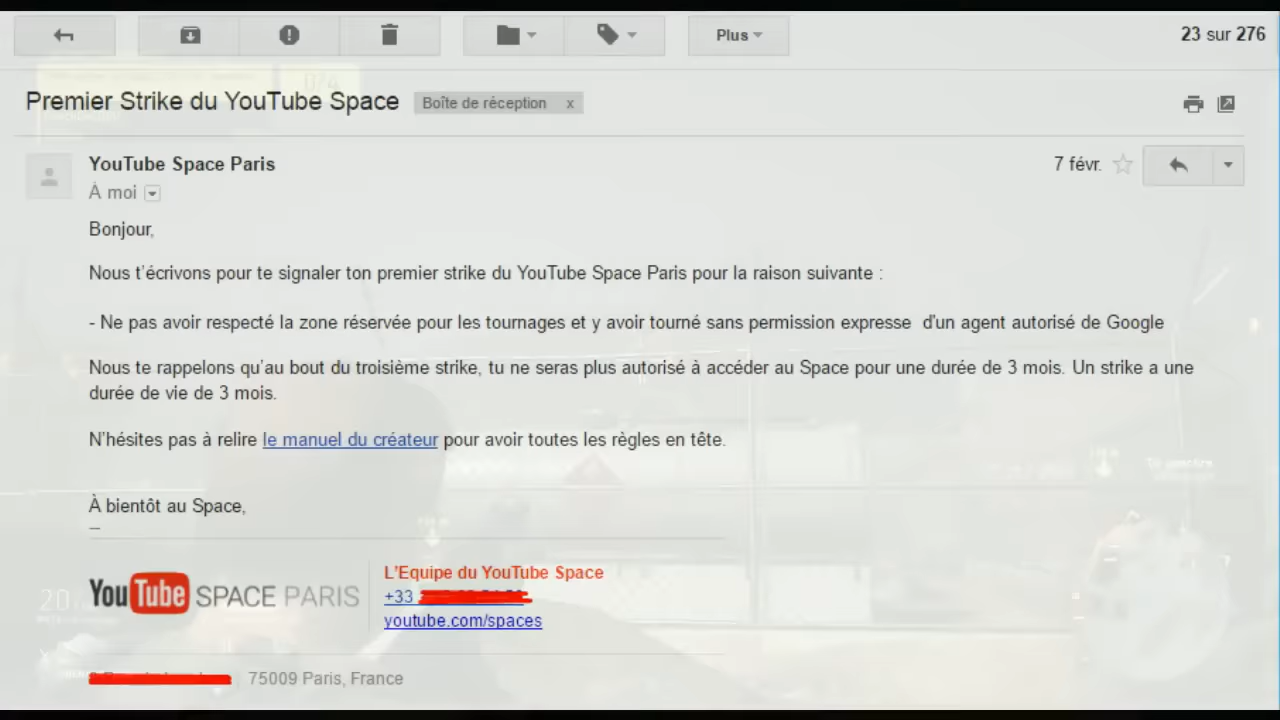 Plus
23 sur 276
Premier Strike du YouTube Space
Boîte de réception x
YouTube Space Paris
7 févr.
À moi
Bonjour,
Nous t'écrivons pour te signaler ton premier strike du YouTube Space Paris pour la raison suivante :
- Ne pas avoir respecté la zone réservée pour les tournages et y avoir tourné sans permission expresse d'un agent autorisé de Google
Nous te rappelons qu'au bout du troisième strike, tu ne seras plus autorisé à accéder au Space pour une durée de 3 mois. Un strike a une
durée de vie de 3 mois.
N'hésites pas à relire le manuel du créateur pour avoir toutes les règles en tête.
À bientôt au Space,
--
YouTube SPACE PARIS
L'Equipe du YouTube Space
+33
youtube.com/spaces
75009 Paris, France